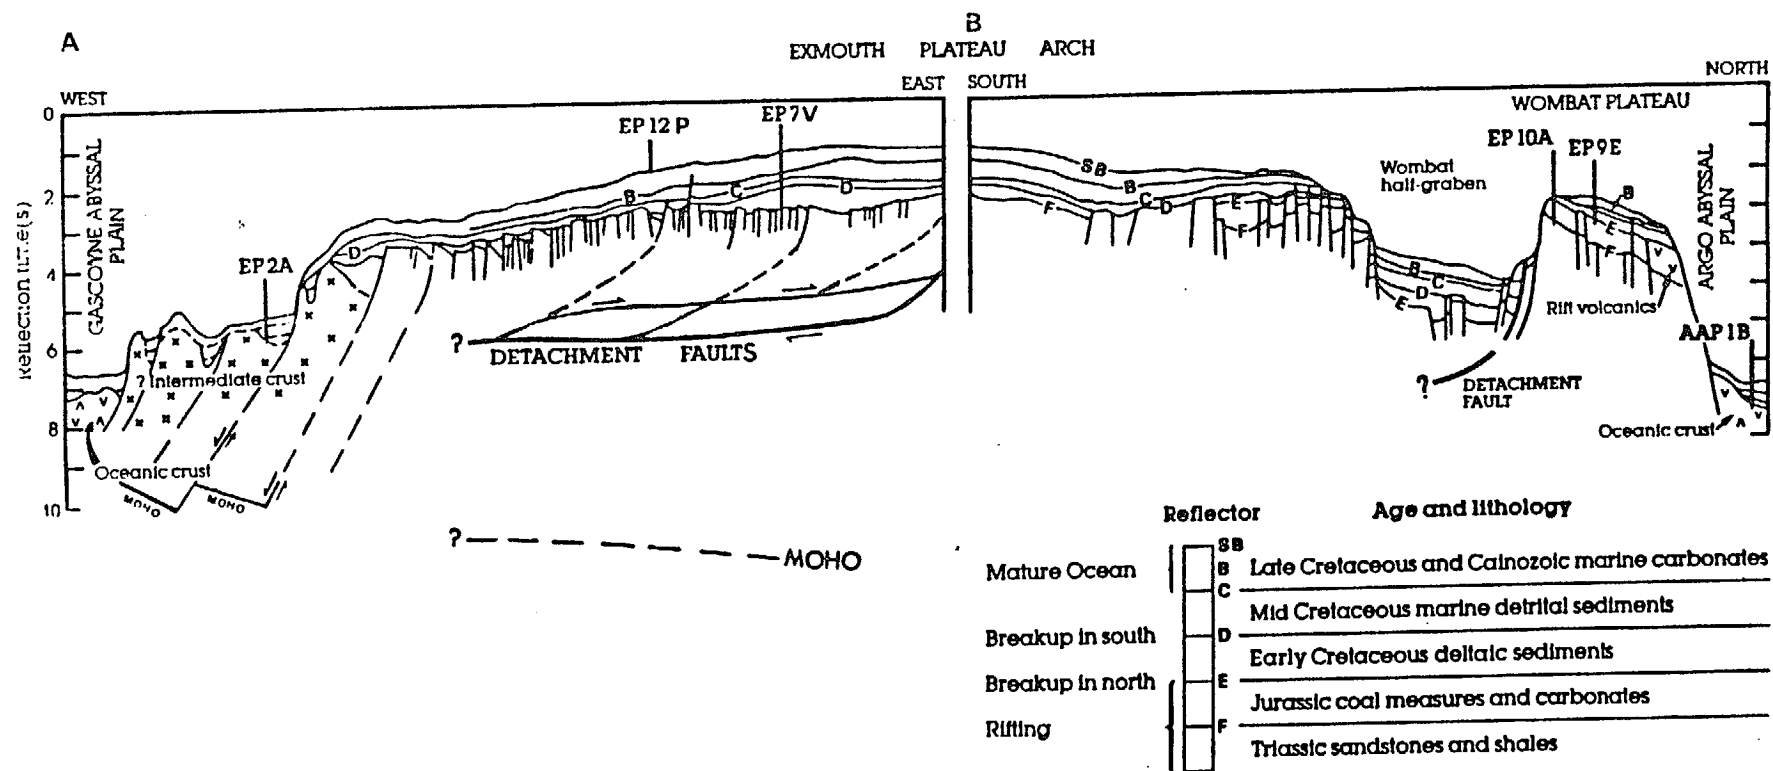 A
B
EXMOUTH PLATEAU ARCH
WEST
EAST
SOUTH
NORTH
0
2
4
6
8
10
GASCOYNE ABYSSAL
PLAIN
EP2A
EP 12 P
EP 7V
B
C
D
D
? Intermediate crust
Oceanic crust
MOHO
MOHO
?
DETACHMENT FAULTS
? MOHO
SB
B
C
D
E
F
F
Wombat
half-graben
WOMBAT PLATEAU
EP 10A
EP9E
B
E
F
B
C
D
E
Rift volcanics
ARGO ABYSSAL
PLAIN
AAP 1B
?
DETACHMENT
FAULT
Oceanic crust
Reflector
Age and lithology
SB
Mature Ocean
B
Late Cretaceous and Cainozoic marine carbonates
C
Mid Cretaceous marine detrital sediments
Breakup in south
D
Early Cretaceous deltaic sediments
Breakup in north
E
Jurassic coal measures and carbonates
Rifting
F
Triassic sandstones and shales